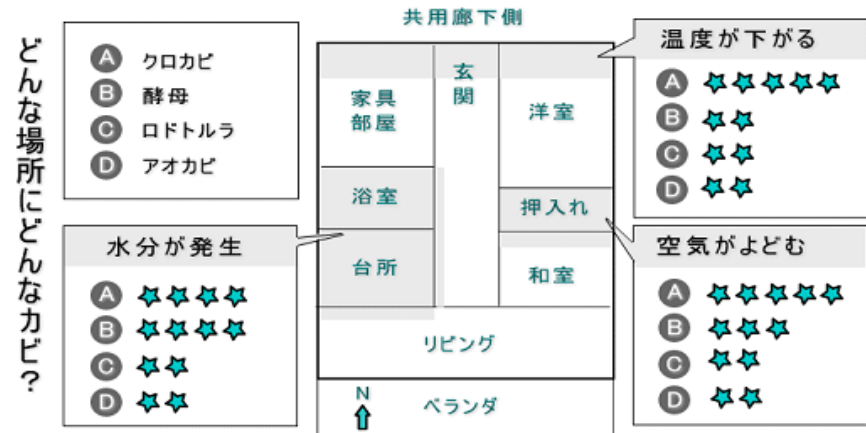 どんな場所にどんなカビ？
A クロカビ
B 酵母
C ロドトルラ
D アオカビ
水分が発生
A
B
C
D
共用廊下側
玄関
家具
部屋
洋室
浴室
押入れ
台所
和室
リビング
N
ベランダ
温度が下がる
A
B
C
D
空気がよどむ
A
B
C
D